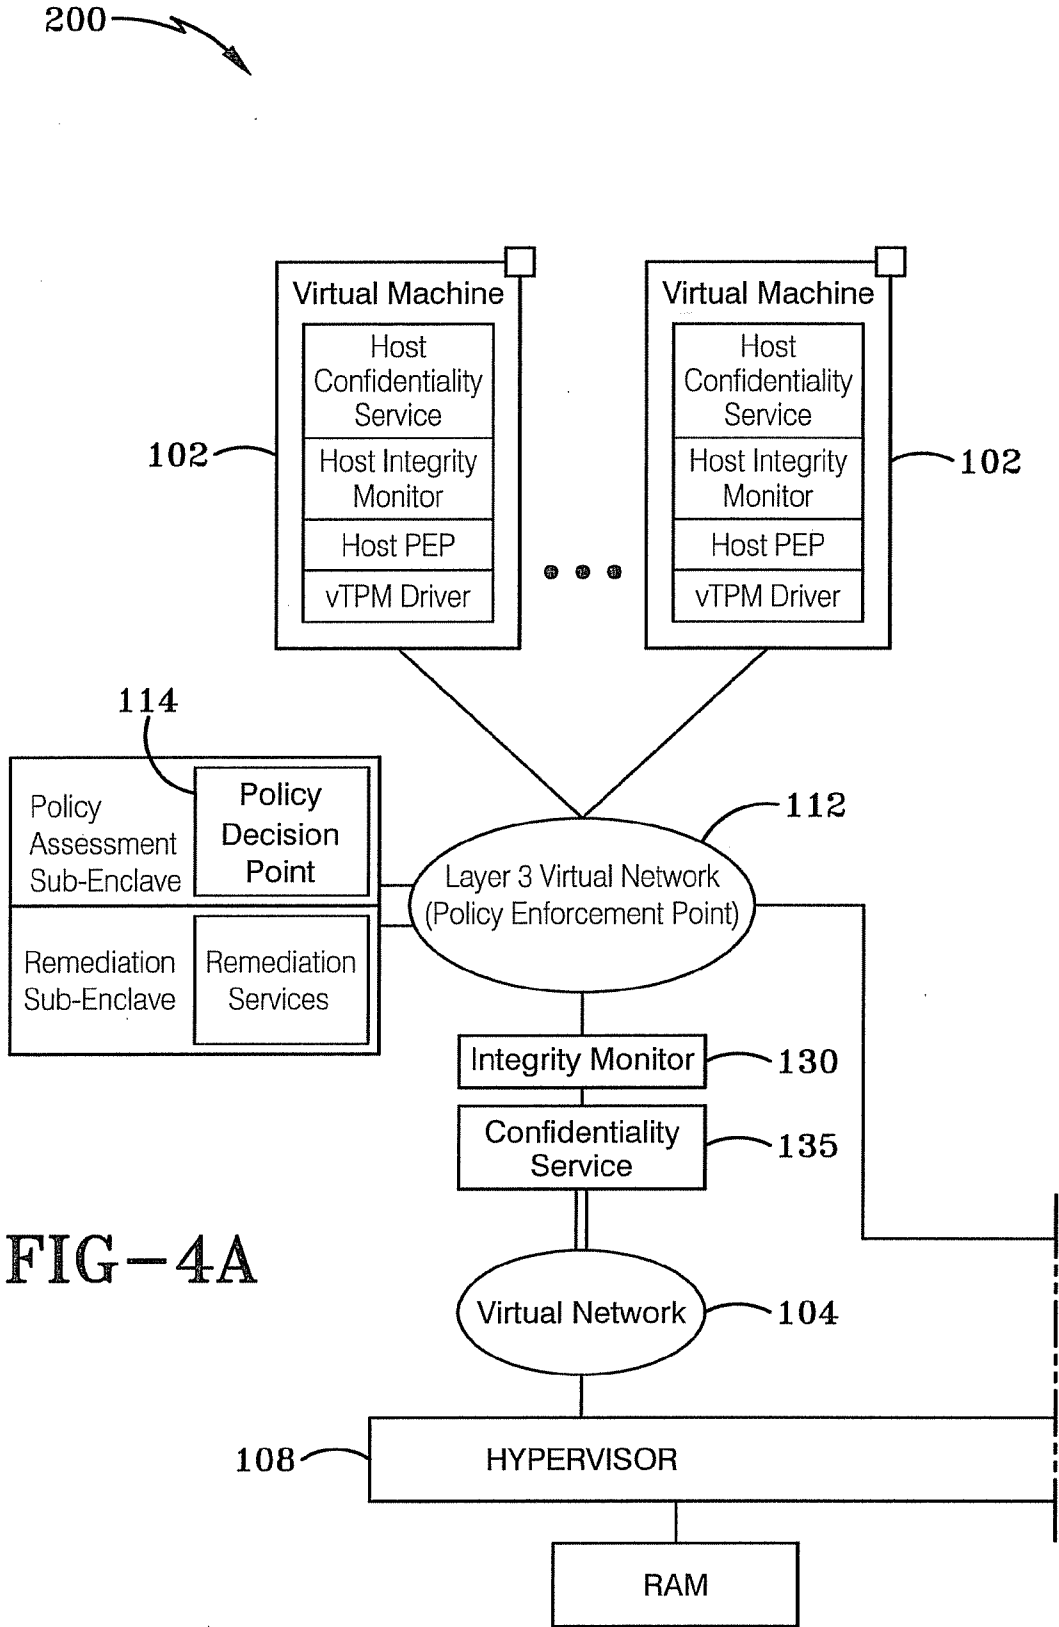 200
Virtual Machine
Host
Confidentiality
Service
Host Integrity
Monitor
Host PEP
vTPM Driver
102
Virtual Machine
Host
Confidentiality
Service
Host Integrity
Monitor
Host PEP
vTPM Driver
102
114
Policy
Assessment
Sub-Enclave
Policy
Decision
Point
Remediation
Sub-Enclave
Remediation
Services
112
Layer 3 Virtual Network
(Policy Enforcement Point)
Integrity Monitor
130
Confidentiality
Service
135
FIG-4A
Virtual Network
104
108
HYPERVISOR
RAM